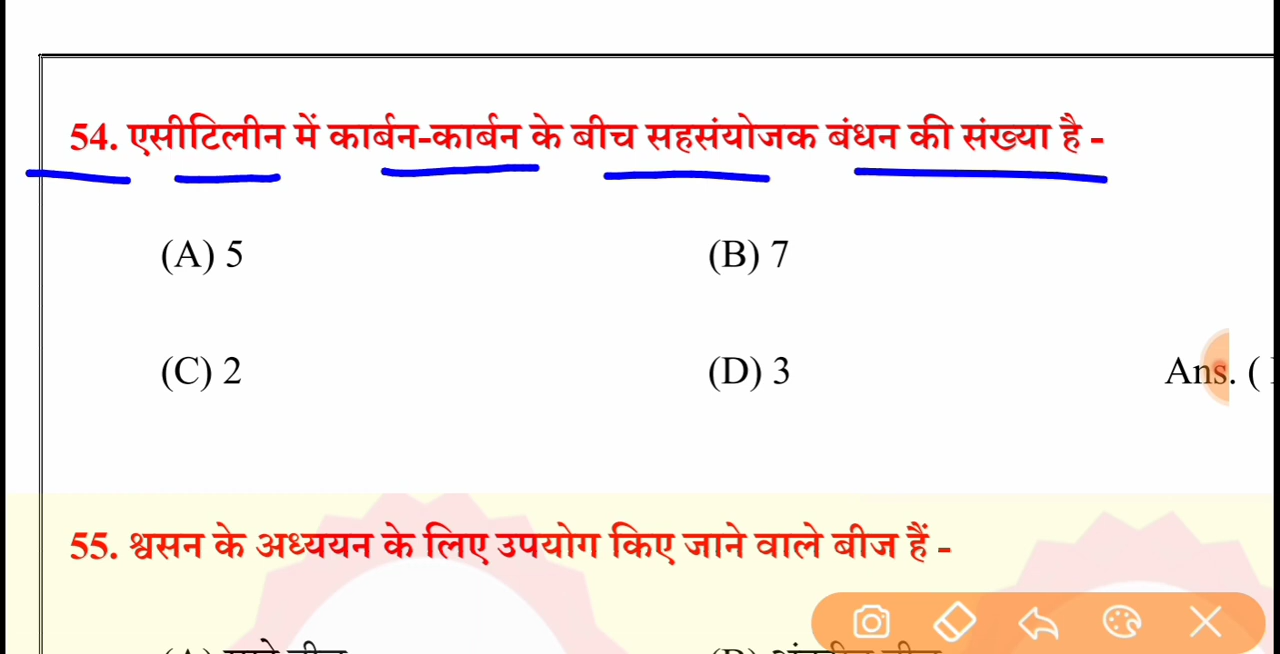 54. एसीटिलीन में कार्बन-कार्बन के बीच सहसंयोजक बंधन की संख्या है -
(A) 5 (B) 7
(C) 2 (D) 3 Ans. (
55. श्वसन के अध्ययन के लिए उपयोग किए जाने वाले बीज हैं -